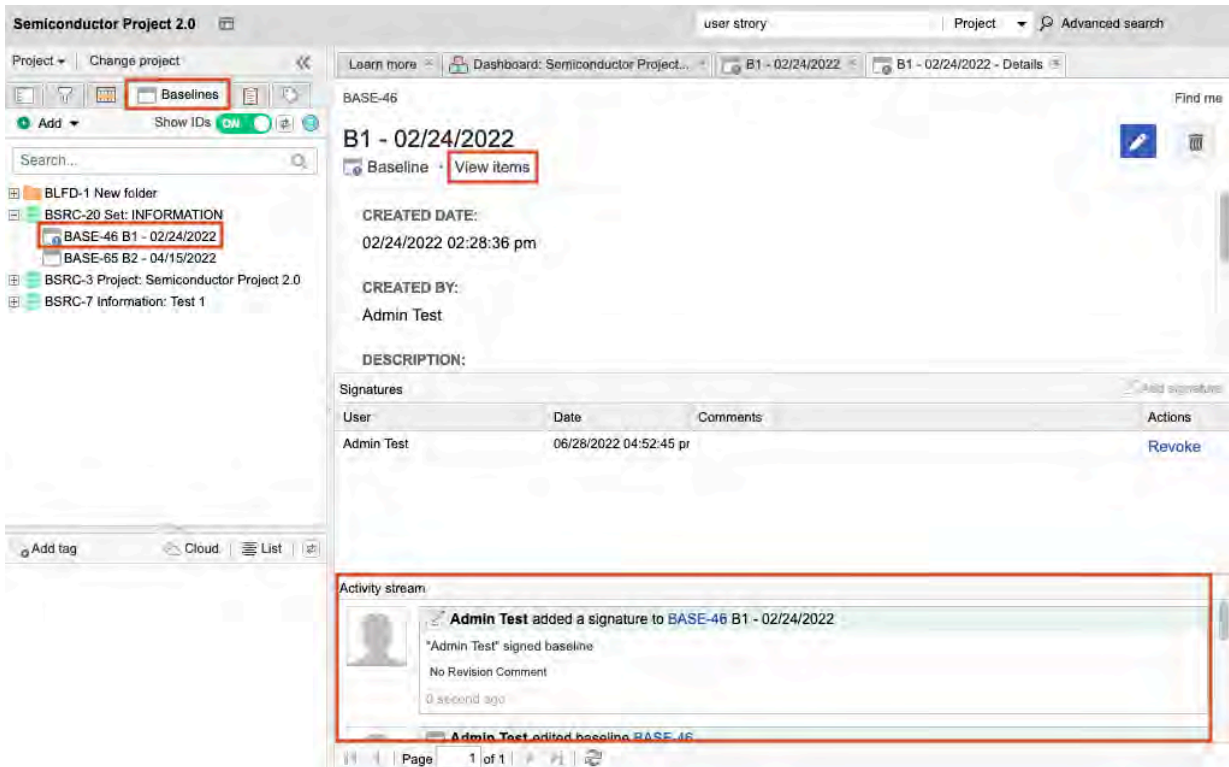 Semiconductor Project 2.0
user strory
Project
Advanced search
Project
Change project
Baselines
Add
Show IDs ON
Search...
BLFD-1 New folder
BSRC-20 Set: INFORMATION
BASE-46 B1 - 02/24/2022
BASE-65 B2 - 04/15/2022
BSRC-3 Project: Semiconductor Project 2.0
BSRC-7 Information: Test 1
Add tag
Cloud
List
Learn more
Dashboard: Semiconductor Project...
B1 - 02/24/2022
B1 - 02/24/2022 - Details
BASE-46
Find me
B1 - 02/24/2022
Baseline · View items
CREATED DATE:
02/24/2022 02:28:36 pm
CREATED BY:
Admin Test
DESCRIPTION:
Signatures
Add signature
User Date Comments Actions
Admin Test 06/28/2022 04:52:45 pr Revoke
Activity stream
Admin Test added a signature to BASE-46 B1 - 02/24/2022
"Admin Test" signed baseline
No Revision Comment
0 second ago
Admin Test edited baseline BASE-46
Page 1 of 1